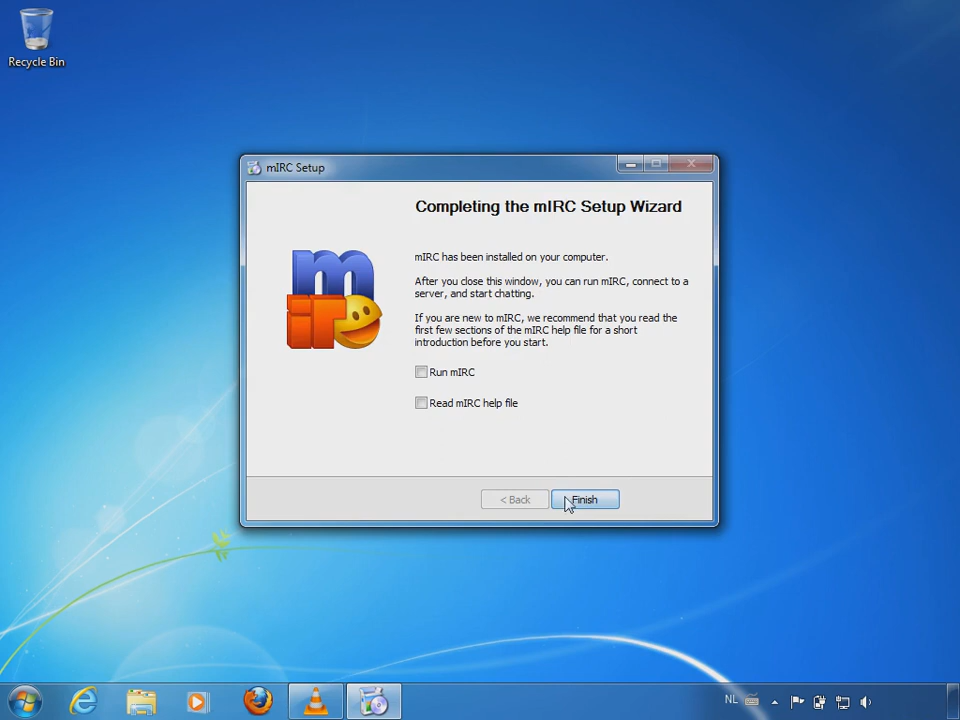 Recycle Bin
mIRC Setup
Completing the mIRC Setup Wizard
mIRC has been installed on your computer.
After you close this window, you can run mIRC, connect to a
server, and start chatting.
If you are new to mIRC, we recommend that you read the
first few sections of the mIRC help file for a short
introduction before you start.
mirc
Run mIRC
Read mIRC help file
< Back
Finish
NL